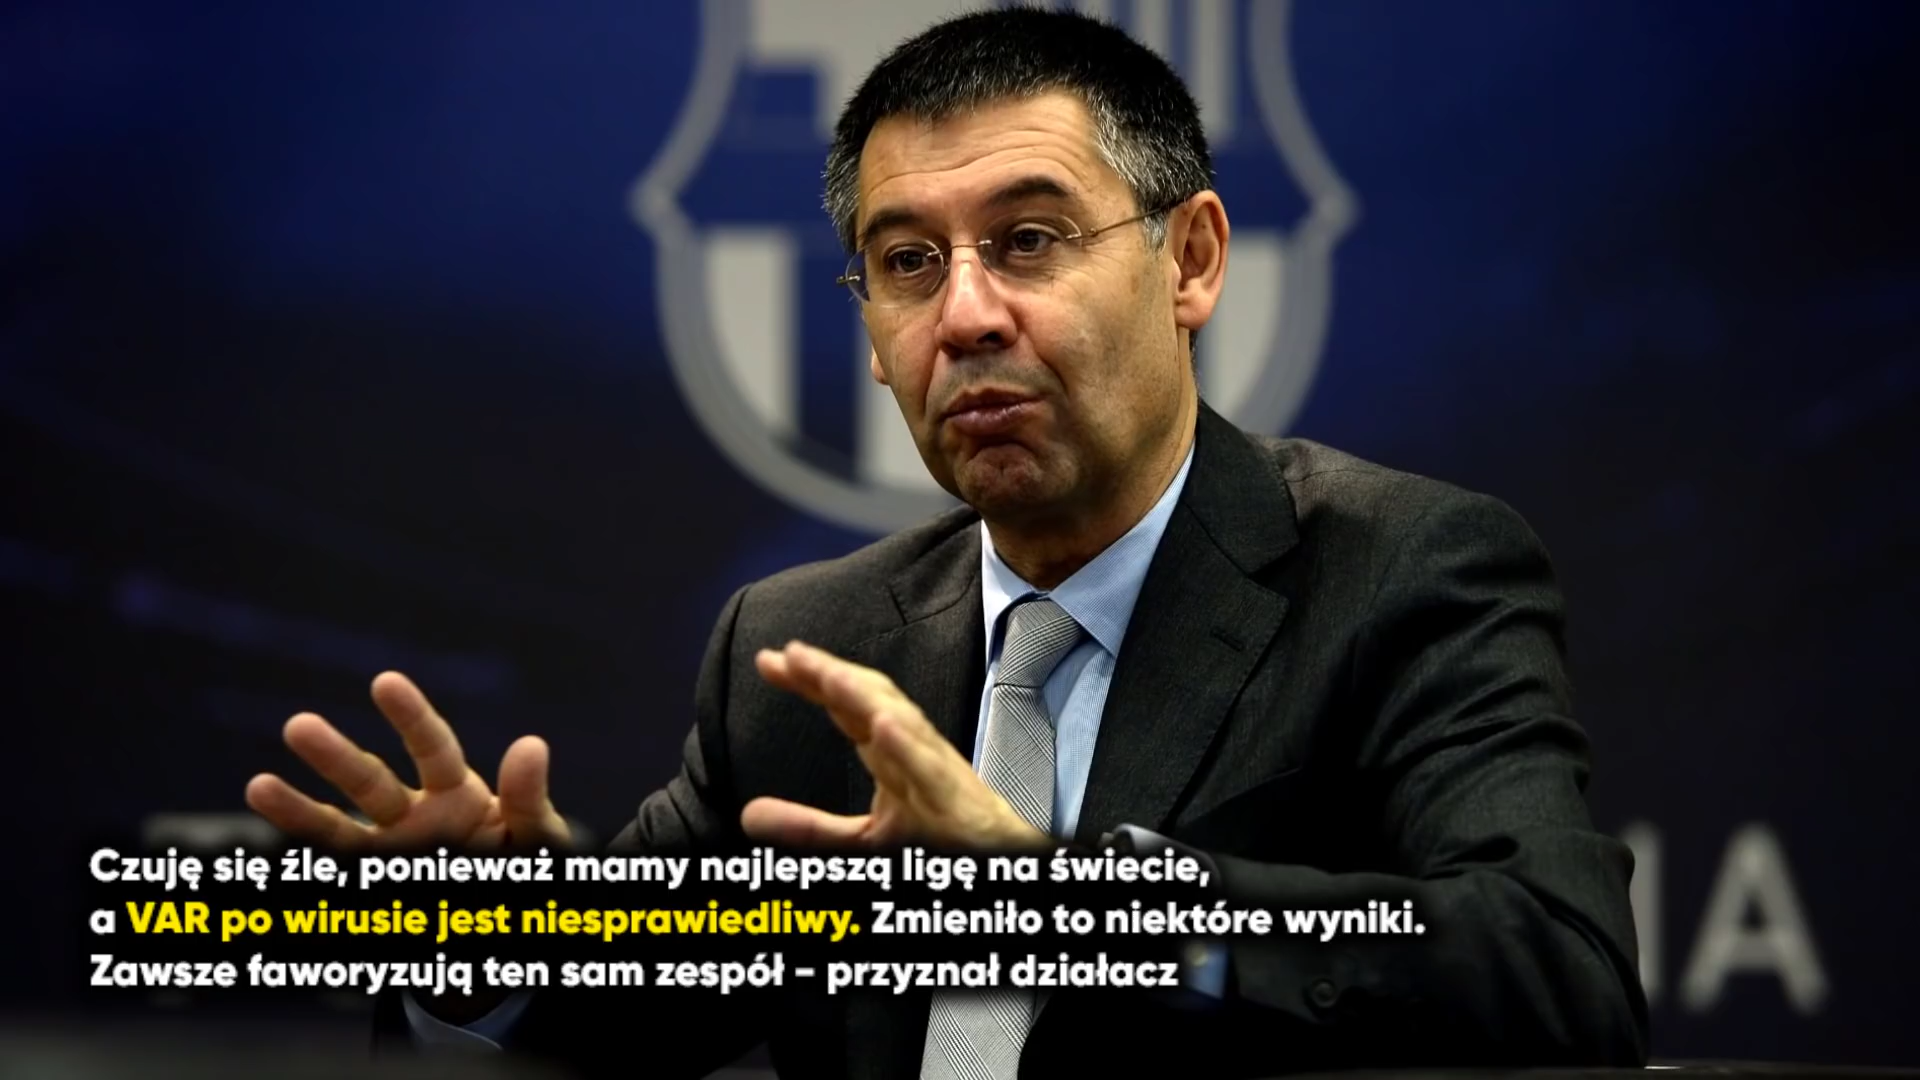 Czuję się źle, ponieważ mamy najlepszą ligę na świecie,
a VAR po wirusie jest niesprawiedliwy. Zmieniło to niektóre wyniki.
Zawsze faworyzują ten sam zespół – przyznał działacz